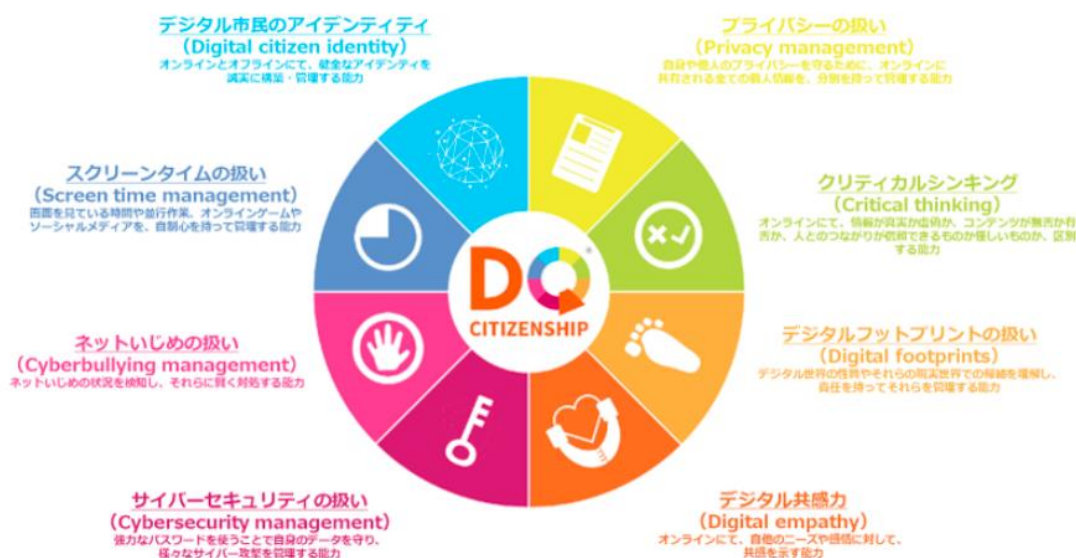 デジタル市民のアイデンティティ
（Digital citizen identity）
オンラインとオフラインにて、健全なアイデンティを
誠実に構築・管理する能力
プライバシーの扱い
（Privacy management）
自身や他人のプライバシーを守るために、オンラインに
共有される全ての個人情報を、分別を持って管理する能力
スクリーンタイムの扱い
（Screen time management）
画面を見ている時間や並行作業、オンラインゲームや
ソーシャルメディアを、自制心を持って管理する能力
クリティカルシンキング
（Critical thinking）
オンラインにて、情報が真実か虚偽か、コンテンツが無害か有
害か、人とのつながりが信頼できるものか怪しいものか、区別
する能力
DQ
CITIZENSHIP
ネットいじめの扱い
（Cyberbullying management）
ネットいじめの状況を検知し、それらに賢く対処する能力
デジタルフットプリントの扱い
（Digital footprints）
デジタル世界の性質やそれらの現実世界での
を理解し、
責任を持ってそれらを管理する能力
サイバーセキュリティの扱い
（Cybersecurity management）
強力なパスワードを使うことで自身のデータを守り、
様々なサイバー攻撃を管理する能力
デジタル共感力
（Digital empathy）
オンラインにて、自他のニーズや感情に対して、
共感を示す能力